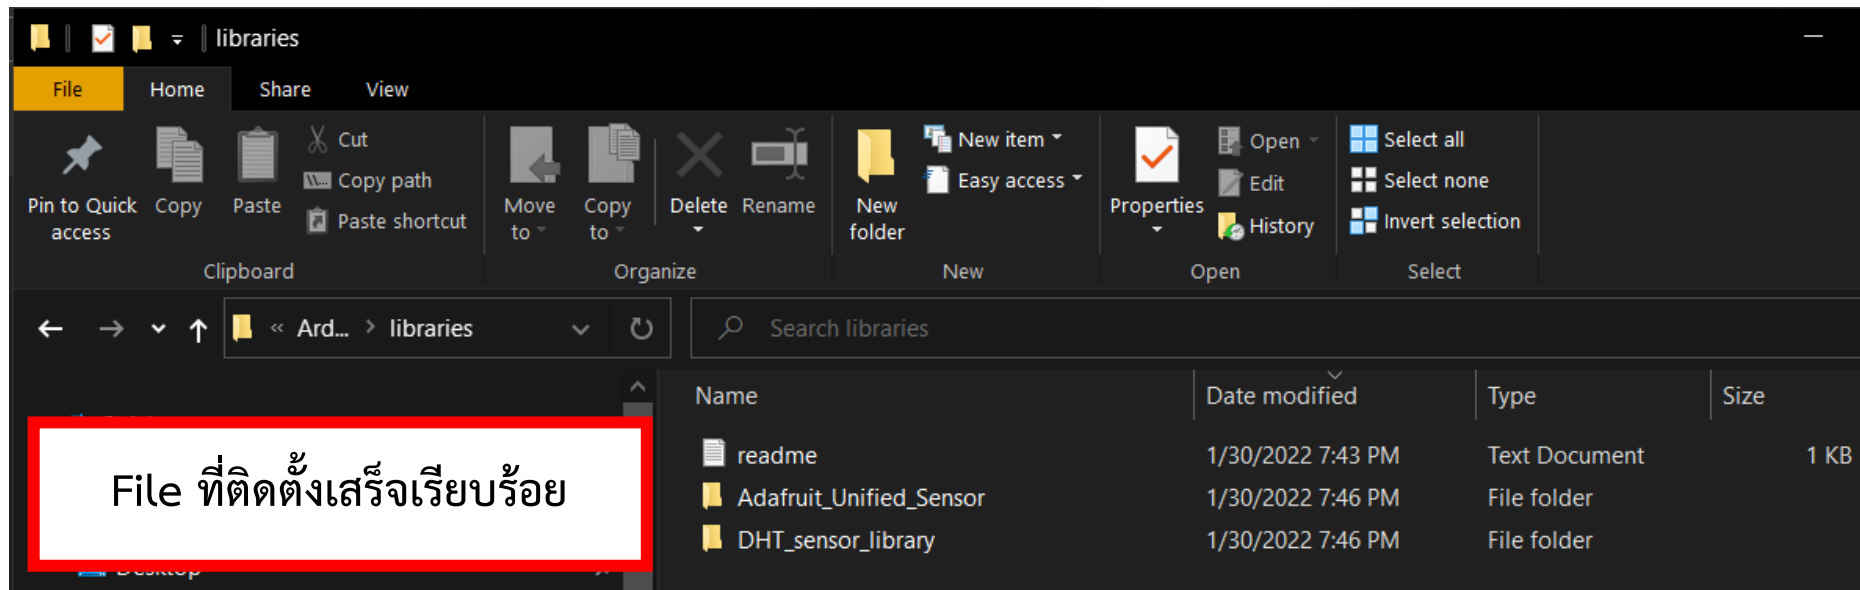 libraries
File Home Share View
Pin to Quick access
Copy
Paste
Cut
Copy path
Paste shortcut
Clipboard
Move to
Copy to
Delete
Rename
Organize
New folder
New item
Easy access
New
Properties
Open
Edit
History
Open
Select all
Select none
Invert selection
Select
« Ard... > libraries
Search libraries
Name Date modified Type Size
readme 1/30/2022 7:43 PM Text Document 1 KB
Adafruit_Unified_Sensor 1/30/2022 7:46 PM File folder
DHT_sensor_library 1/30/2022 7:46 PM File folder
File ที่ติดตั้งเสร็จเรียบร้อย
Desktop